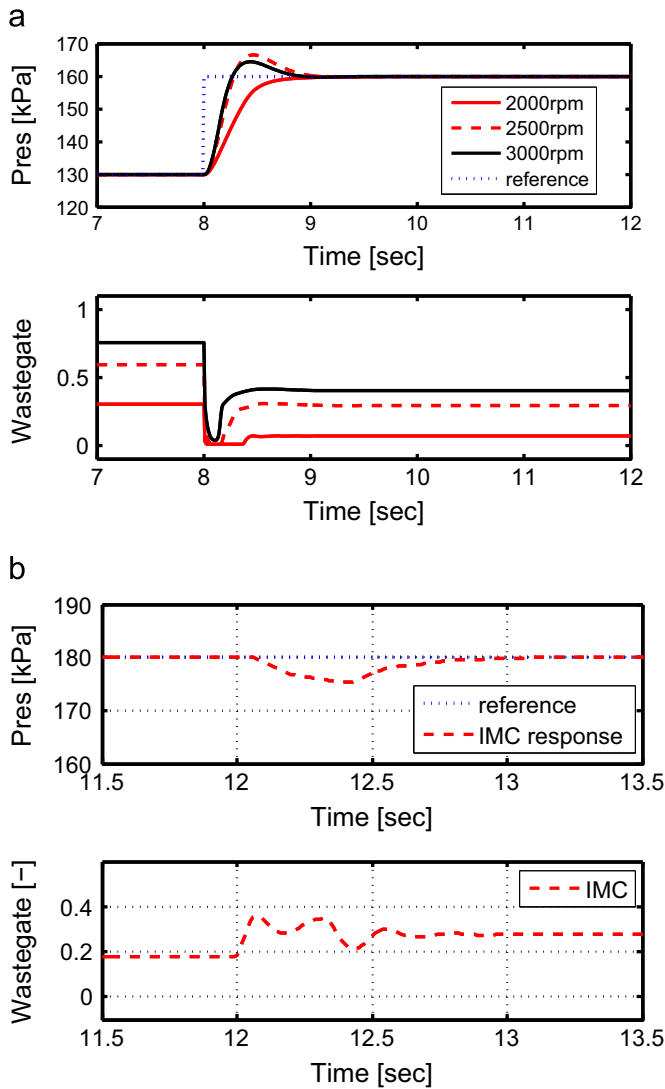 a
Pres [kPa]
170
160
150
140
130
120
2000rpm
2500rpm
3000rpm
reference
7 8 9 10 11 12
Time [sec]
Wastegate
1
0.5
0
7 8 9 10 11 12
Time [sec]
b
Pres [kPa]
190
180
170
160
reference
IMC response
11.5 12 12.5 13 13.5
Time [sec]
Wastegate [−]
0.4
0.2
0
IMC
11.5 12 12.5 13 13.5
Time [sec]